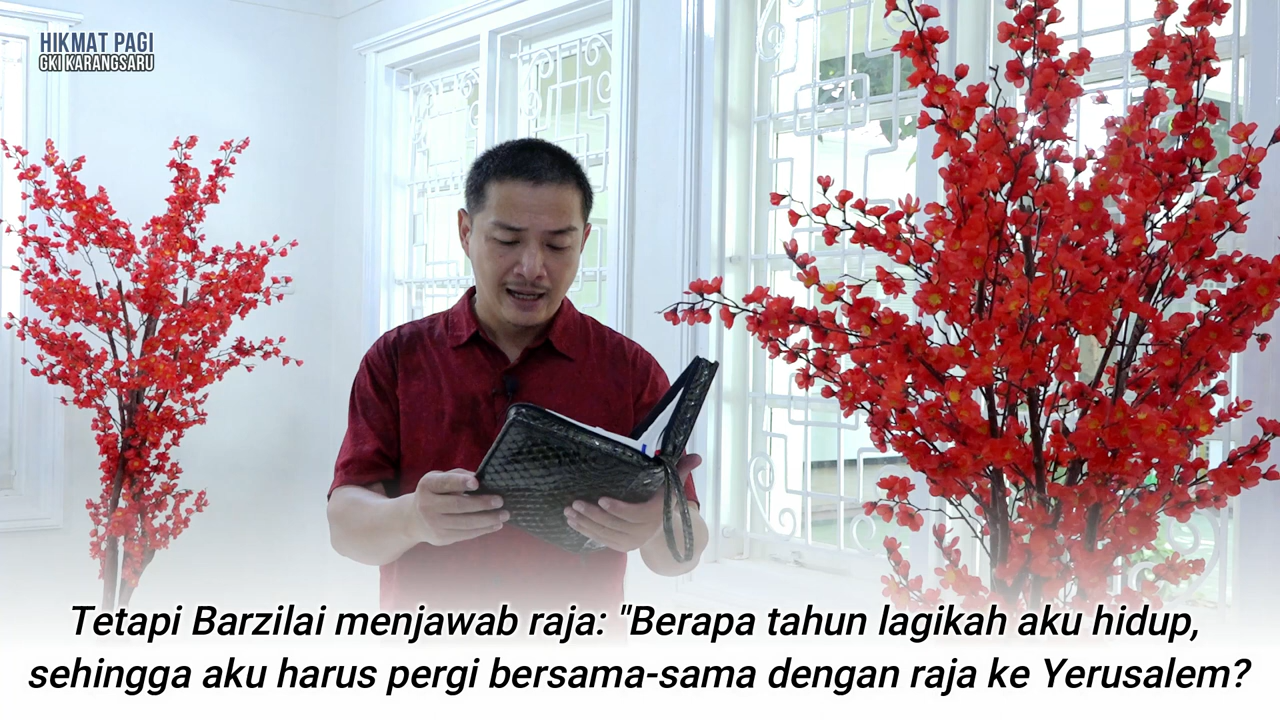 HIKMAT PAGI
GKI KARANGSARU
Tetapi Barzilai menjawab raja: "Berapa tahun lagikah aku hidup,
sehingga aku harus pergi bersama-sama dengan raja ke Yerusalem?